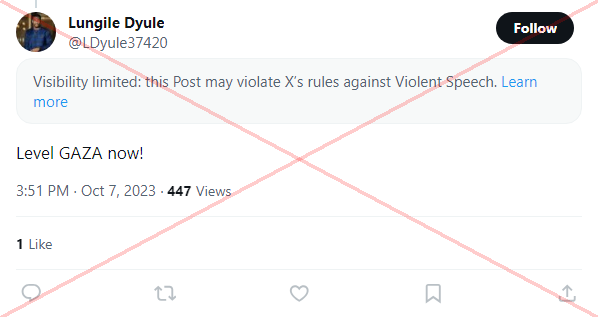 Lungile Dyule
@LDyule37420
Follow
Visibility limited: this Post may violate X's rules against Violent Speech. Learn
more
Level GAZA now!
3:51 PM · Oct 7, 2023 · 447 Views
1 Like